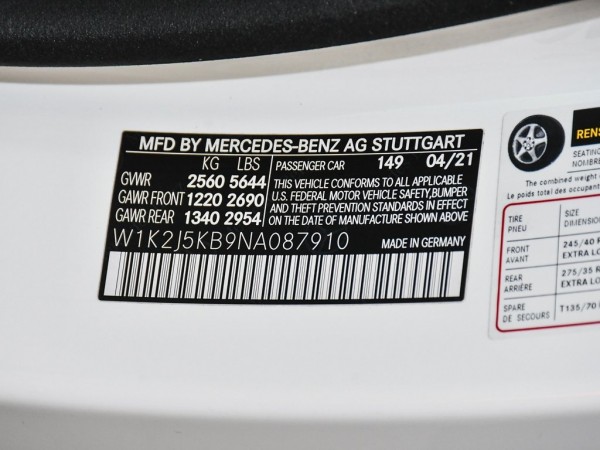 MFD BY MERCEDES-BENZ AG STUTTGART
KG LBS PASSENGER CAR 149 04/21
GVWR 2560 5644
GAWR FRONT 1220 2690
GAWR REAR 1340 2954
THIS VEHICLE CONFORMS TO ALL APPLICABLE
U.S. FEDERAL MOTOR VEHICLE SAFETY, BUMPER
AND THEFT PREVENTION STANDARDS IN EFFECT
ON THE DATE OF MANUFACTURE SHOWN ABOVE
W1K2J5KB9NA087910
RENS
SEATING
NOMBRE
The combined weight
Le poids total des occupant
TIRE SIZE
PNEU DIMENSION
FRONT 245/40 R
AVANT EXTRA LO
REAR 275/35 R
ARRIÈRE EXTRA LO
SPARE T135/70
DE SECOURS